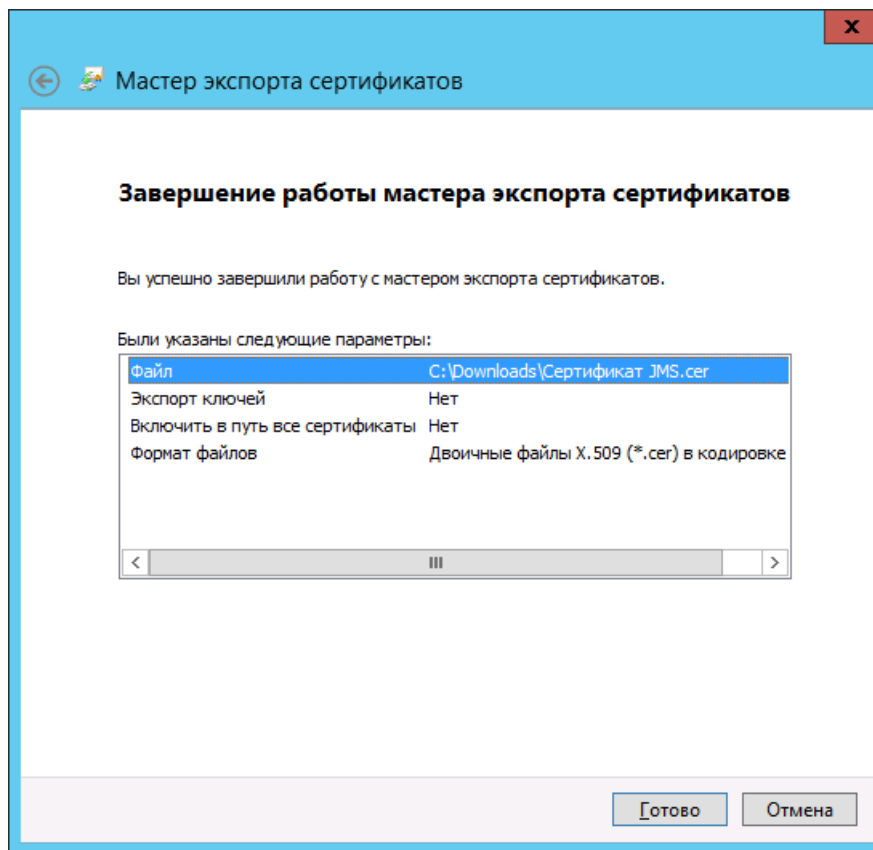 x
Мастер экспорта сертификатов
Завершение работы мастера экспорта сертификатов
Вы успешно завершили работу с мастером экспорта сертификатов.
Были указаны следующие параметры:
Файл C:\Downloads\Сертификат JMS.cer
Экспорт ключей Нет
Включить в путь все сертификаты Нет
Формат файлов Двоичные файлы X.509 (*.cer) в кодировке
Готово Отмена